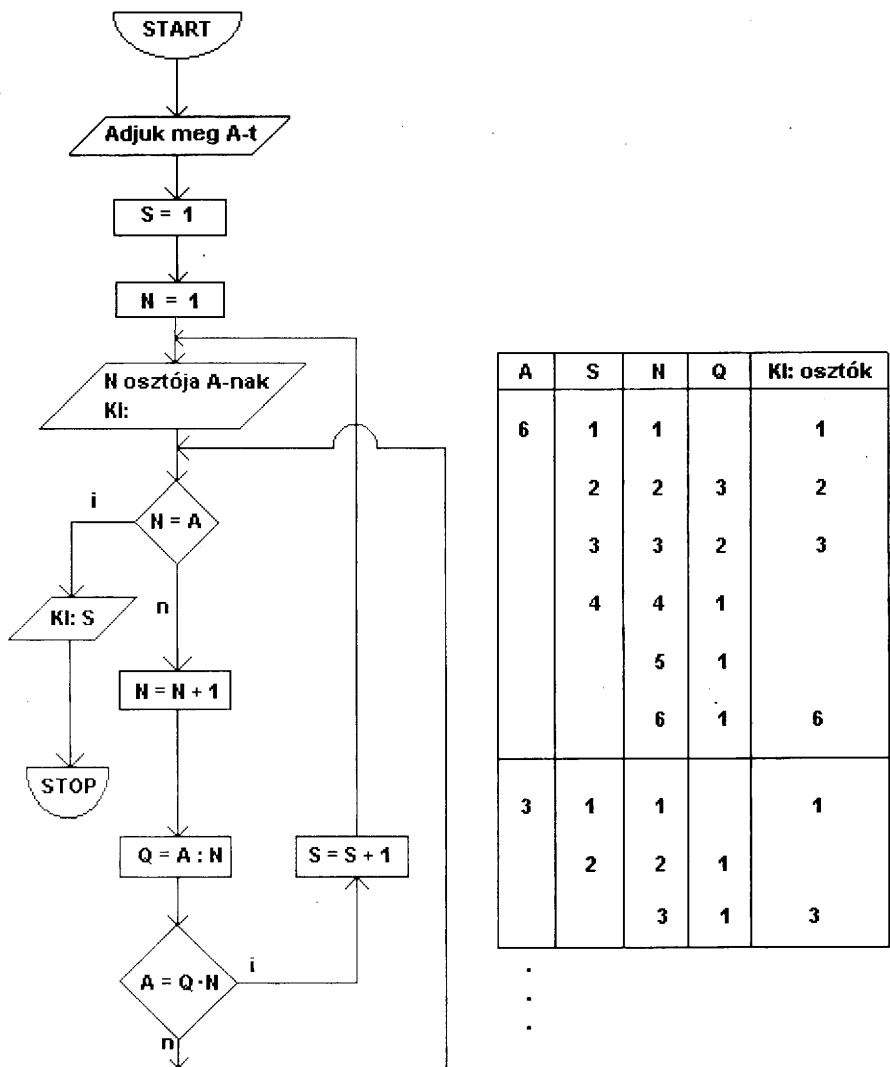 START
Adjuk meg A-t
S = 1
N = 1
N osztója A-nak
KI:
i
N = A
n
KI: S
N = N + 1
STOP
Q = A : N
S = S + 1
i
A = Q · N
n
A S N Q KI: osztók
6 1 1 1
2 2 3 2
3 3 2 3
4 4 1
5 1
6 1 6
3 1 1 1
2 2 1
3 1 3
.
.
.